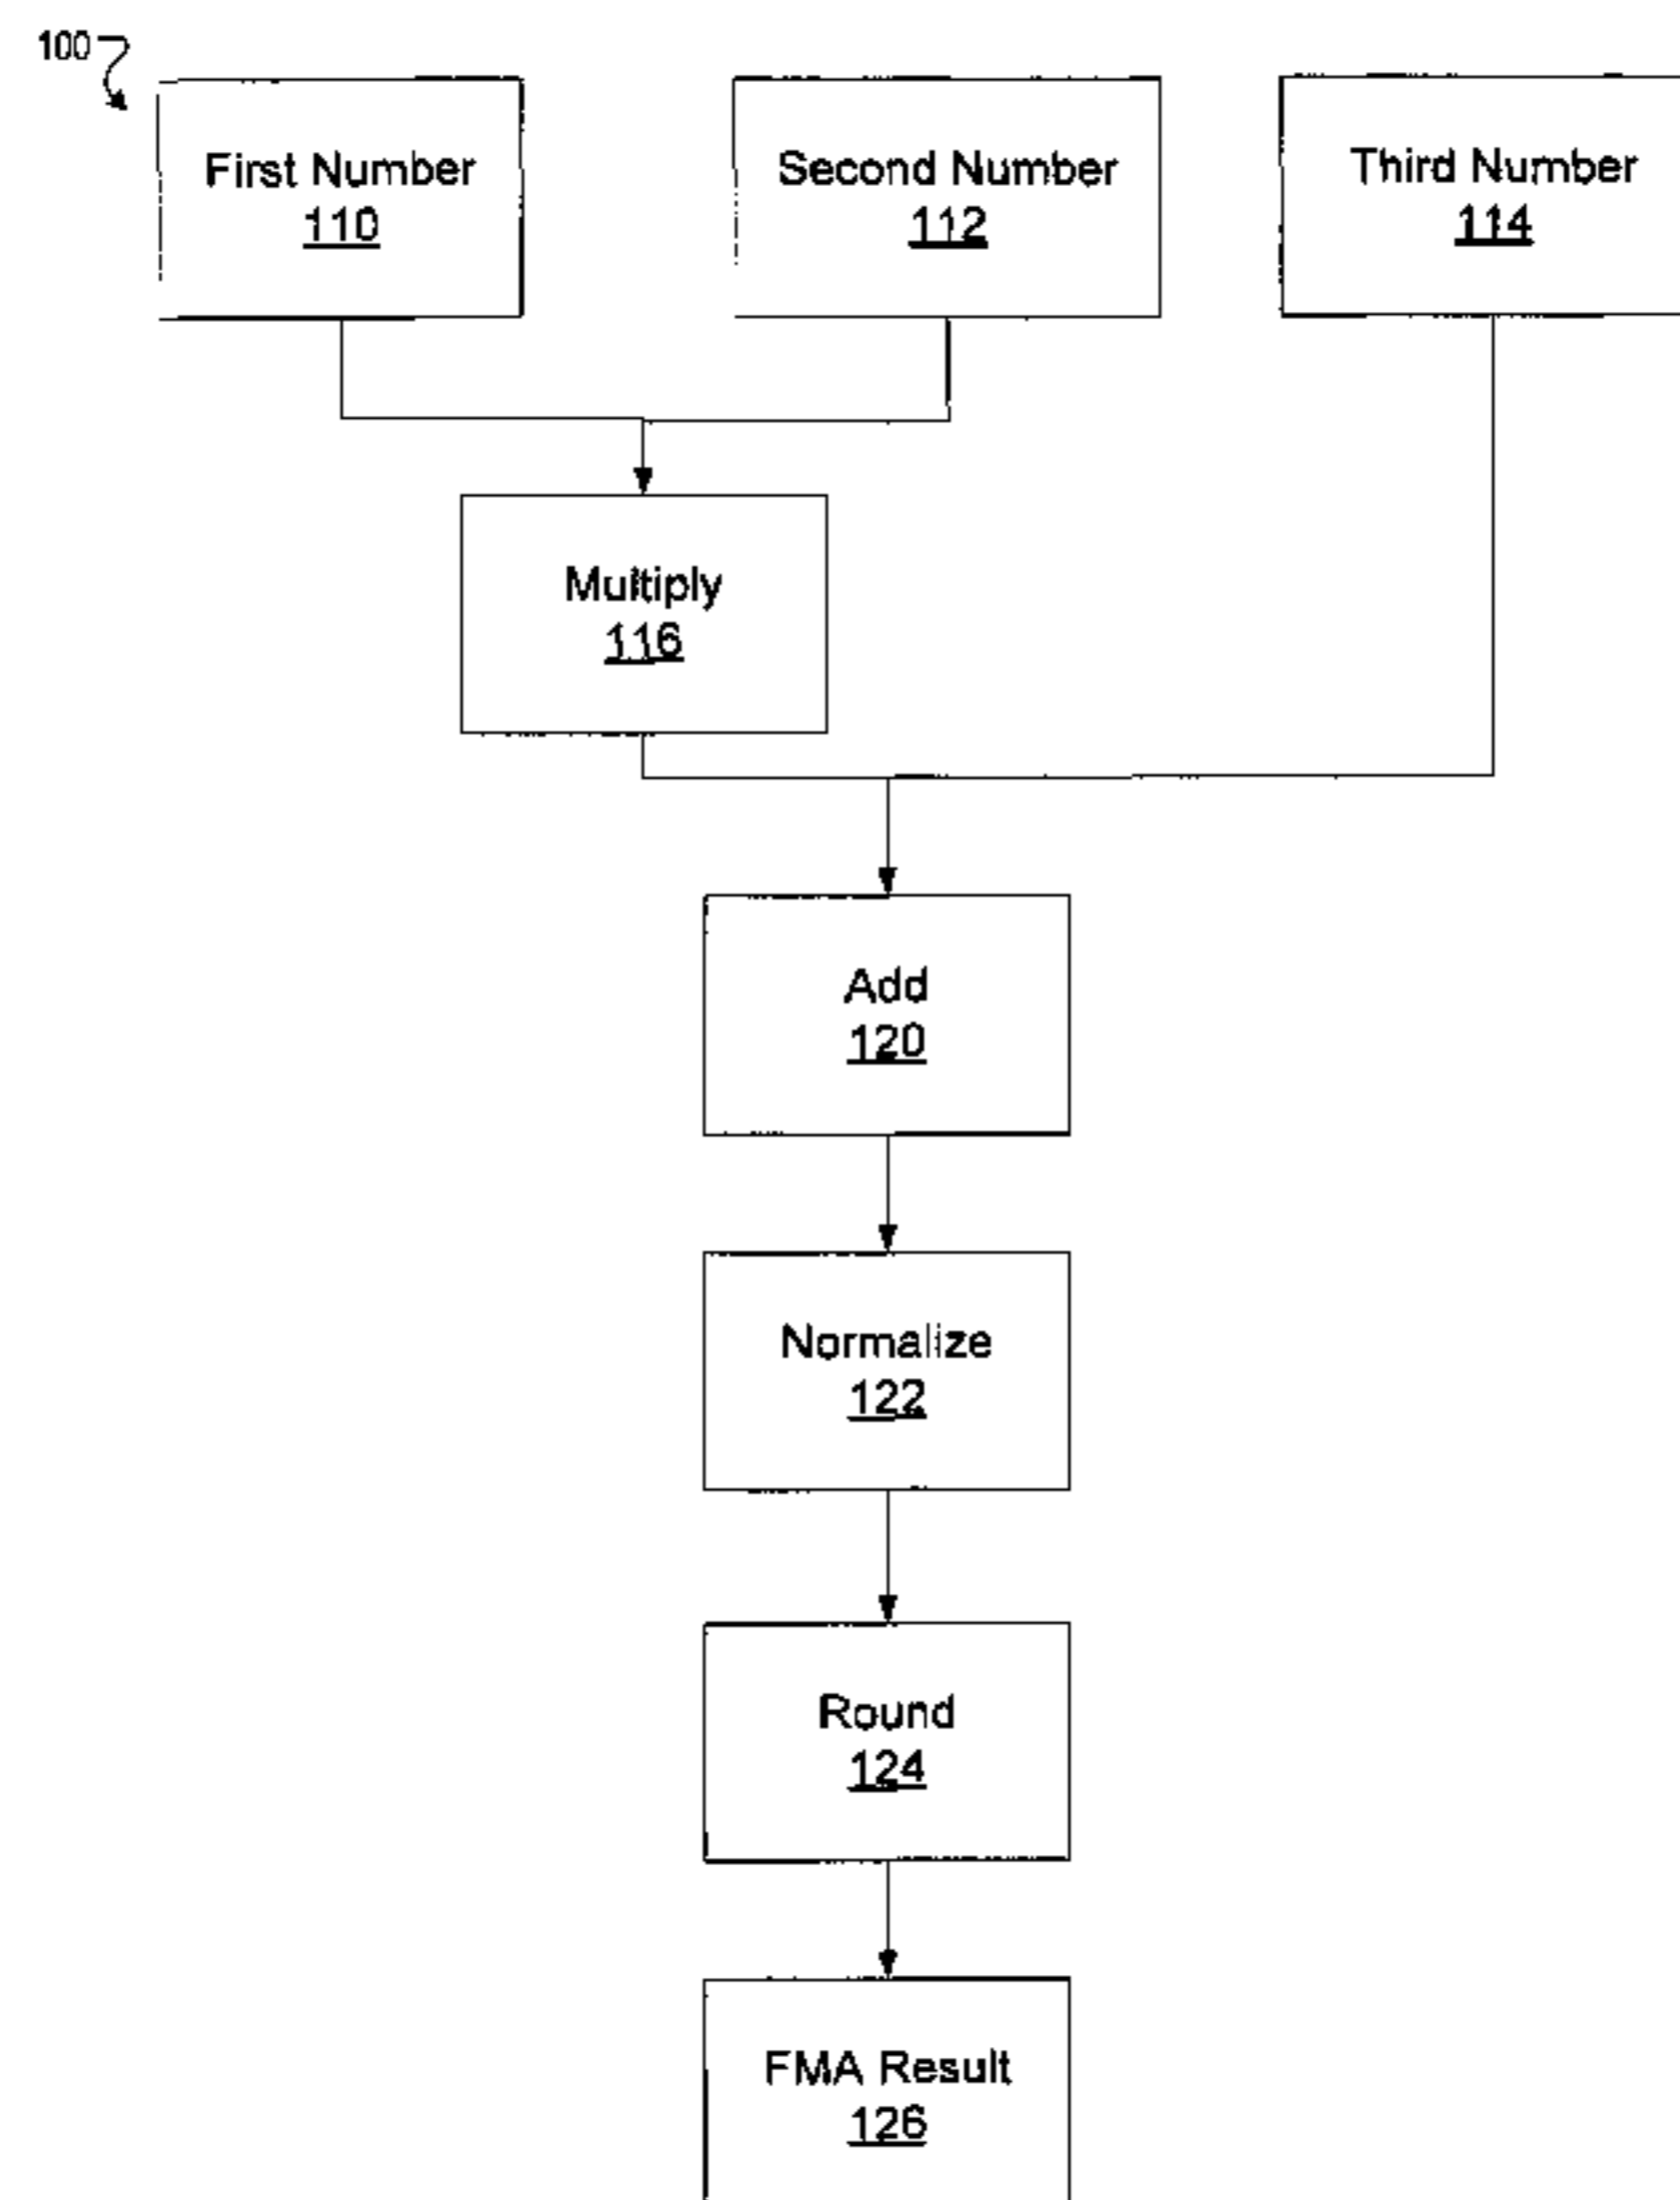 100
First Number
110
Second Number
112
Third Number
114
Multiply
116
Add
120
Normalize
122
Round
124
FMA Result
126